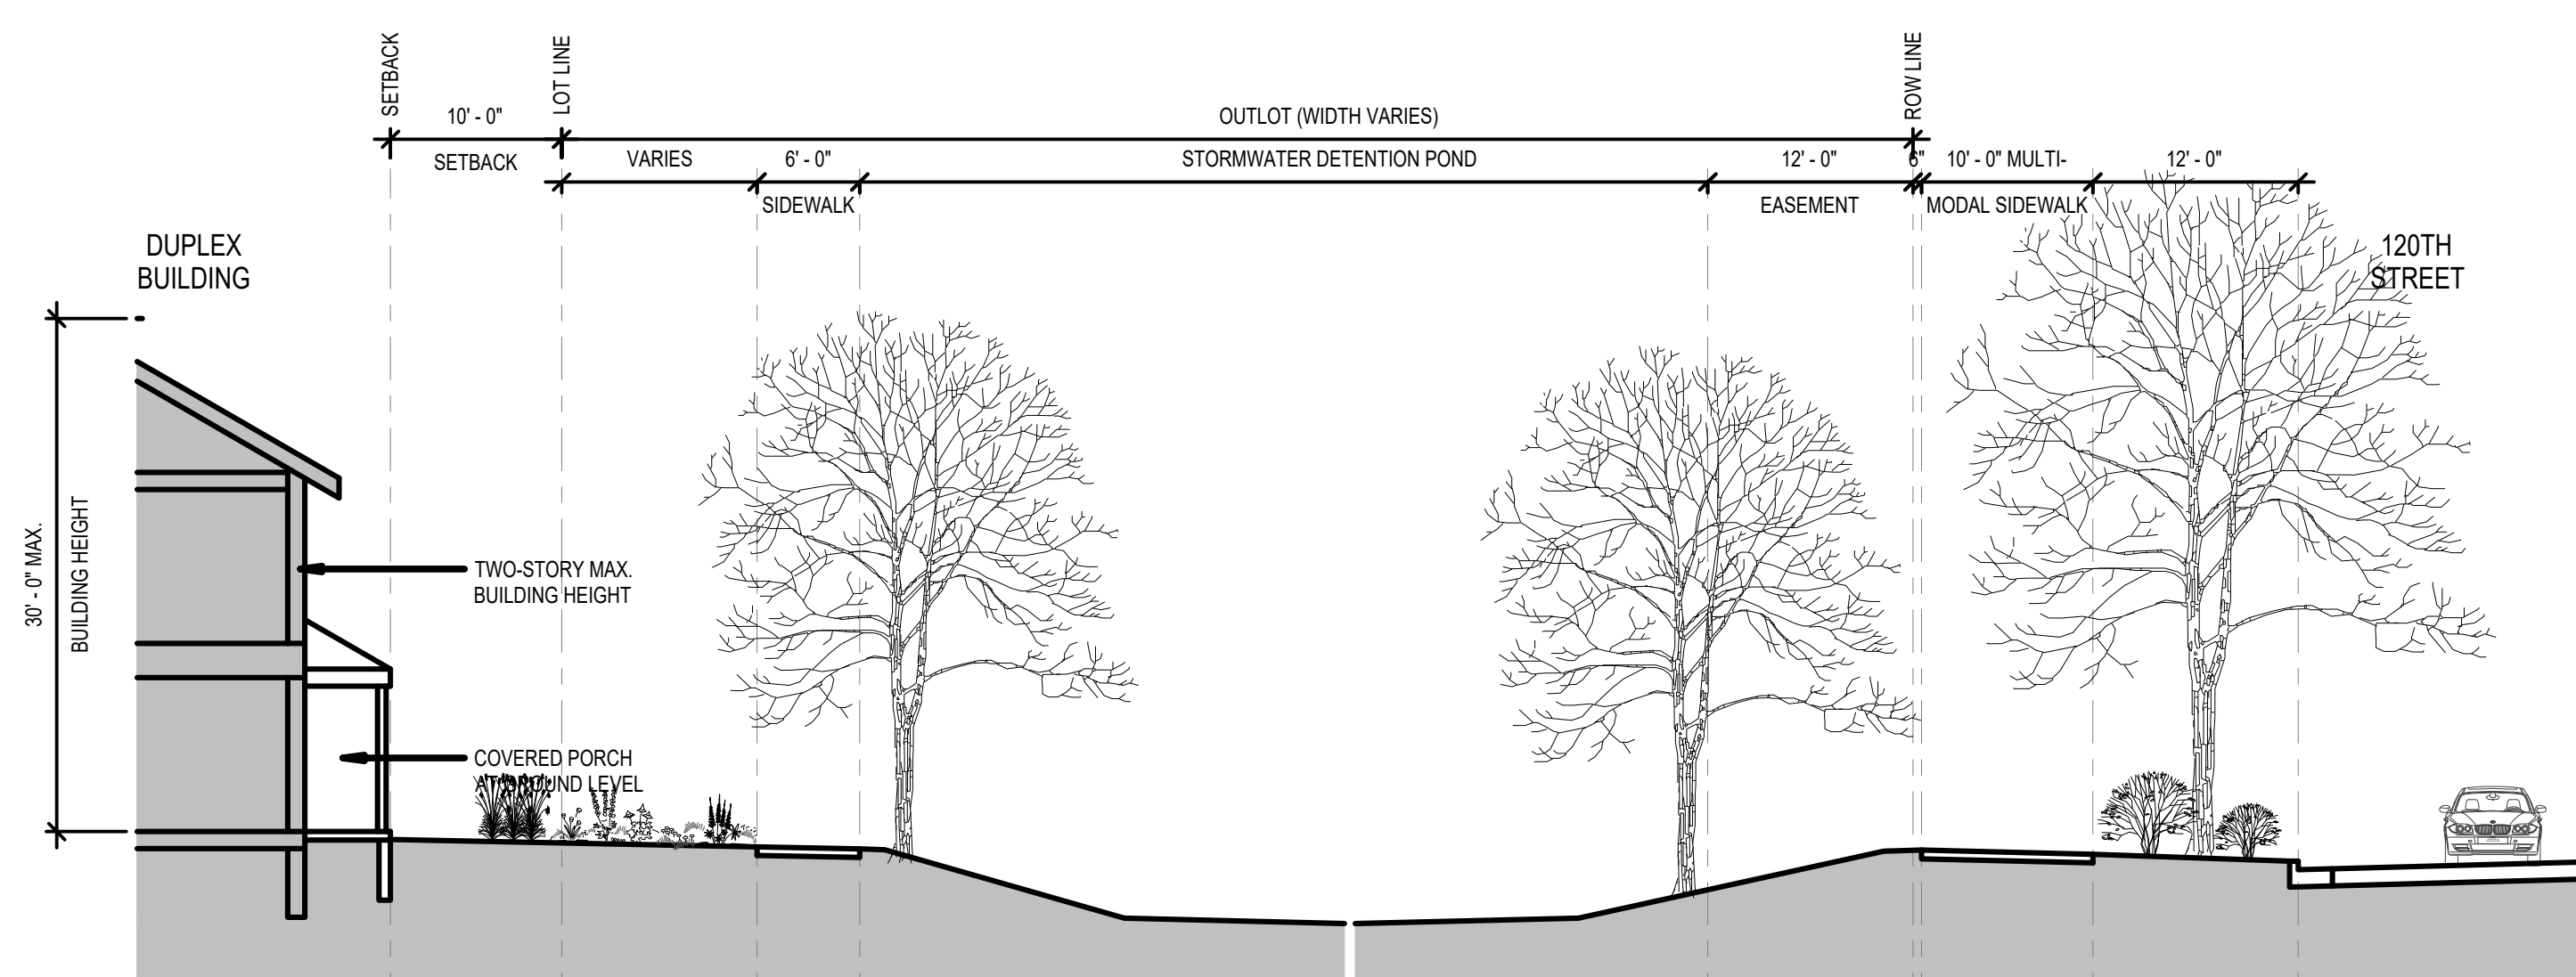 SETBACK
LOT LINE
ROW LINE
10' - 0"
OUTLOT (WIDTH VARIES)
SETBACK
VARIES
6' - 0"
STORMWATER DETENTION POND
12' - 0"
6"
10' - 0" MULTI-
12' - 0"
SIDEWALK
EASEMENT
MODAL SIDEWALK
DUPLEX
BUILDING
120TH
STREET
30' - 0" MAX.
BUILDING HEIGHT
TWO-STORY MAX.
BUILDING HEIGHT
COVERED PORCH
AT GROUND LEVEL